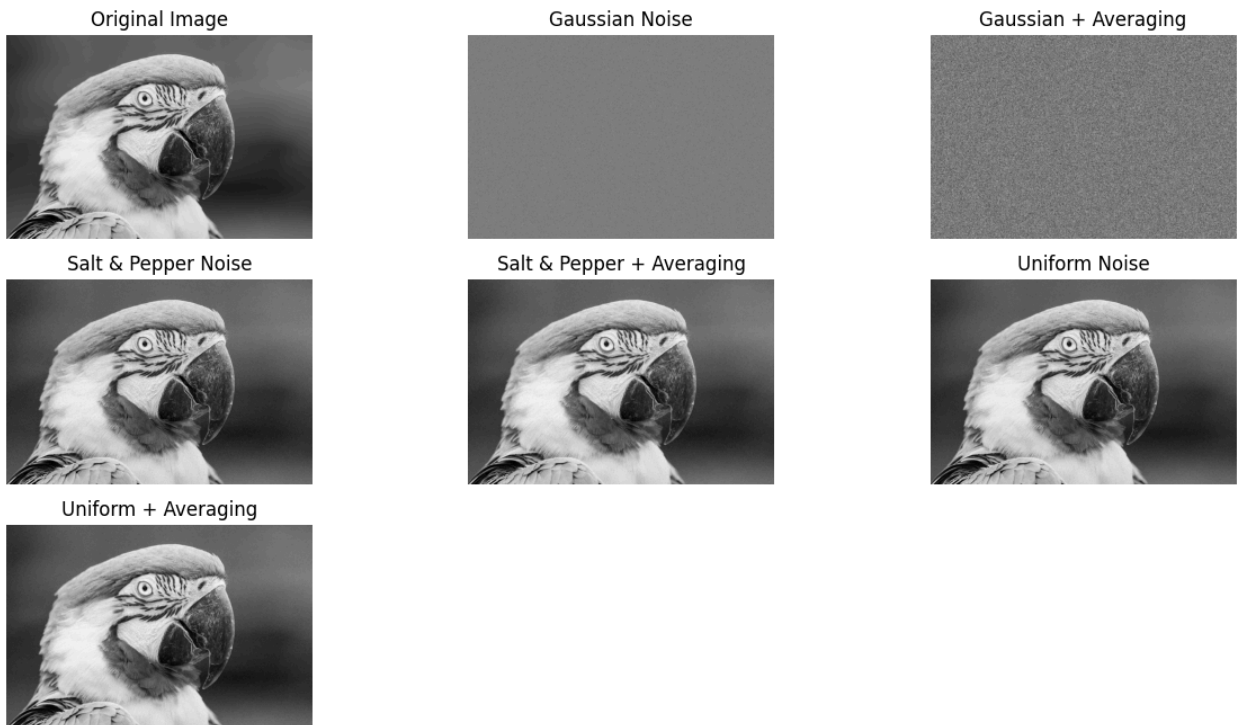 Original Image
Gaussian Noise
Gaussian + Averaging
Salt & Pepper Noise
Salt & Pepper + Averaging
Uniform Noise
Uniform + Averaging